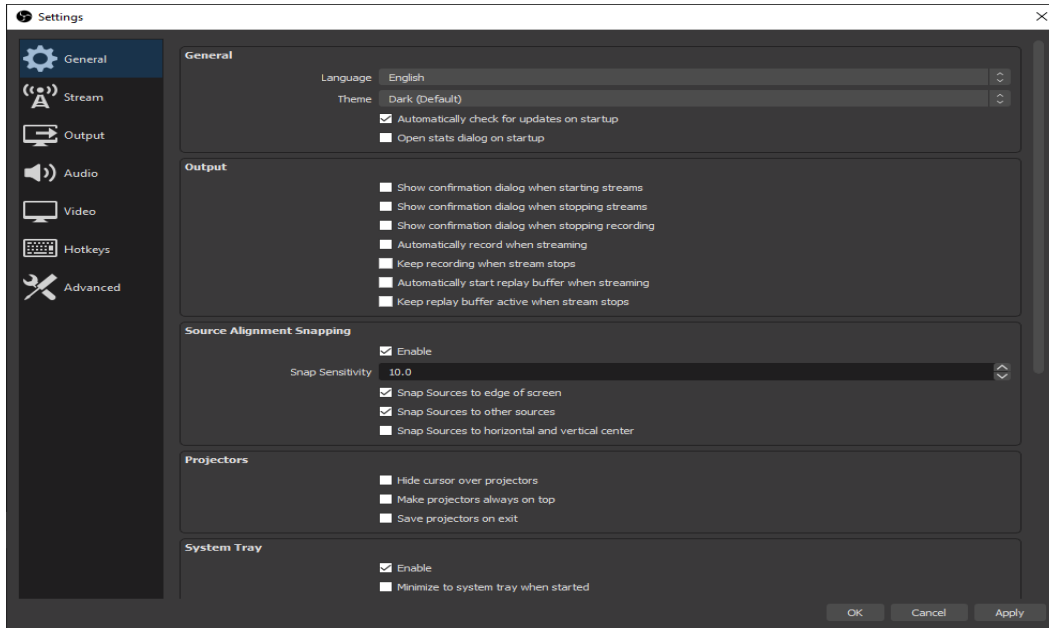 Settings
General
Stream
Output
Audio
Video
Hotkeys
Advanced
General
Language English
Theme Dark (Default)
Automatically check for updates on startup
Open stats dialog on startup
Output
Show confirmation dialog when starting streams
Show confirmation dialog when stopping streams
Show confirmation dialog when stopping recording
Automatically record when streaming
Keep recording when stream stops
Automatically start replay buffer when streaming
Keep replay buffer active when stream stops
Source Alignment Snapping
Enable
Snap Sensitivity 10.0
Snap Sources to edge of screen
Snap Sources to other sources
Snap Sources to horizontal and vertical center
Projectors
Hide cursor over projectors
Make projectors always on top
Save projectors on exit
System Tray
Enable
Minimize to system tray when started
OK Cancel Apply